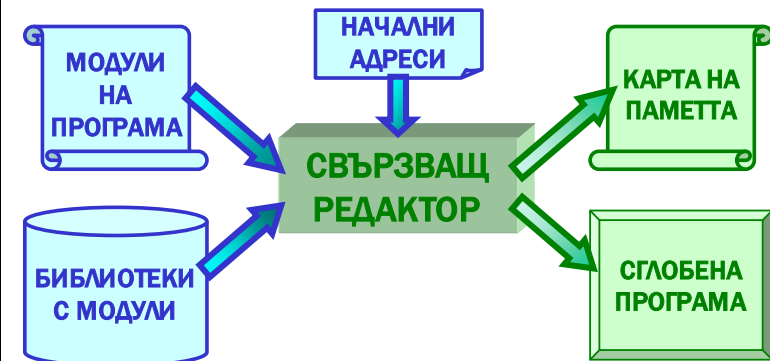 МОДУЛИ
НА
ПРОГРАМА
НАЧАЛНИ
АДРЕСИ
КАРТА НА
ПАМЕТТА
СВЪРЗВАЩ
РЕДАКТОР
БИБЛИОТЕКИ
С МОДУЛИ
СГЛОБЕНА
ПРОГРАМА